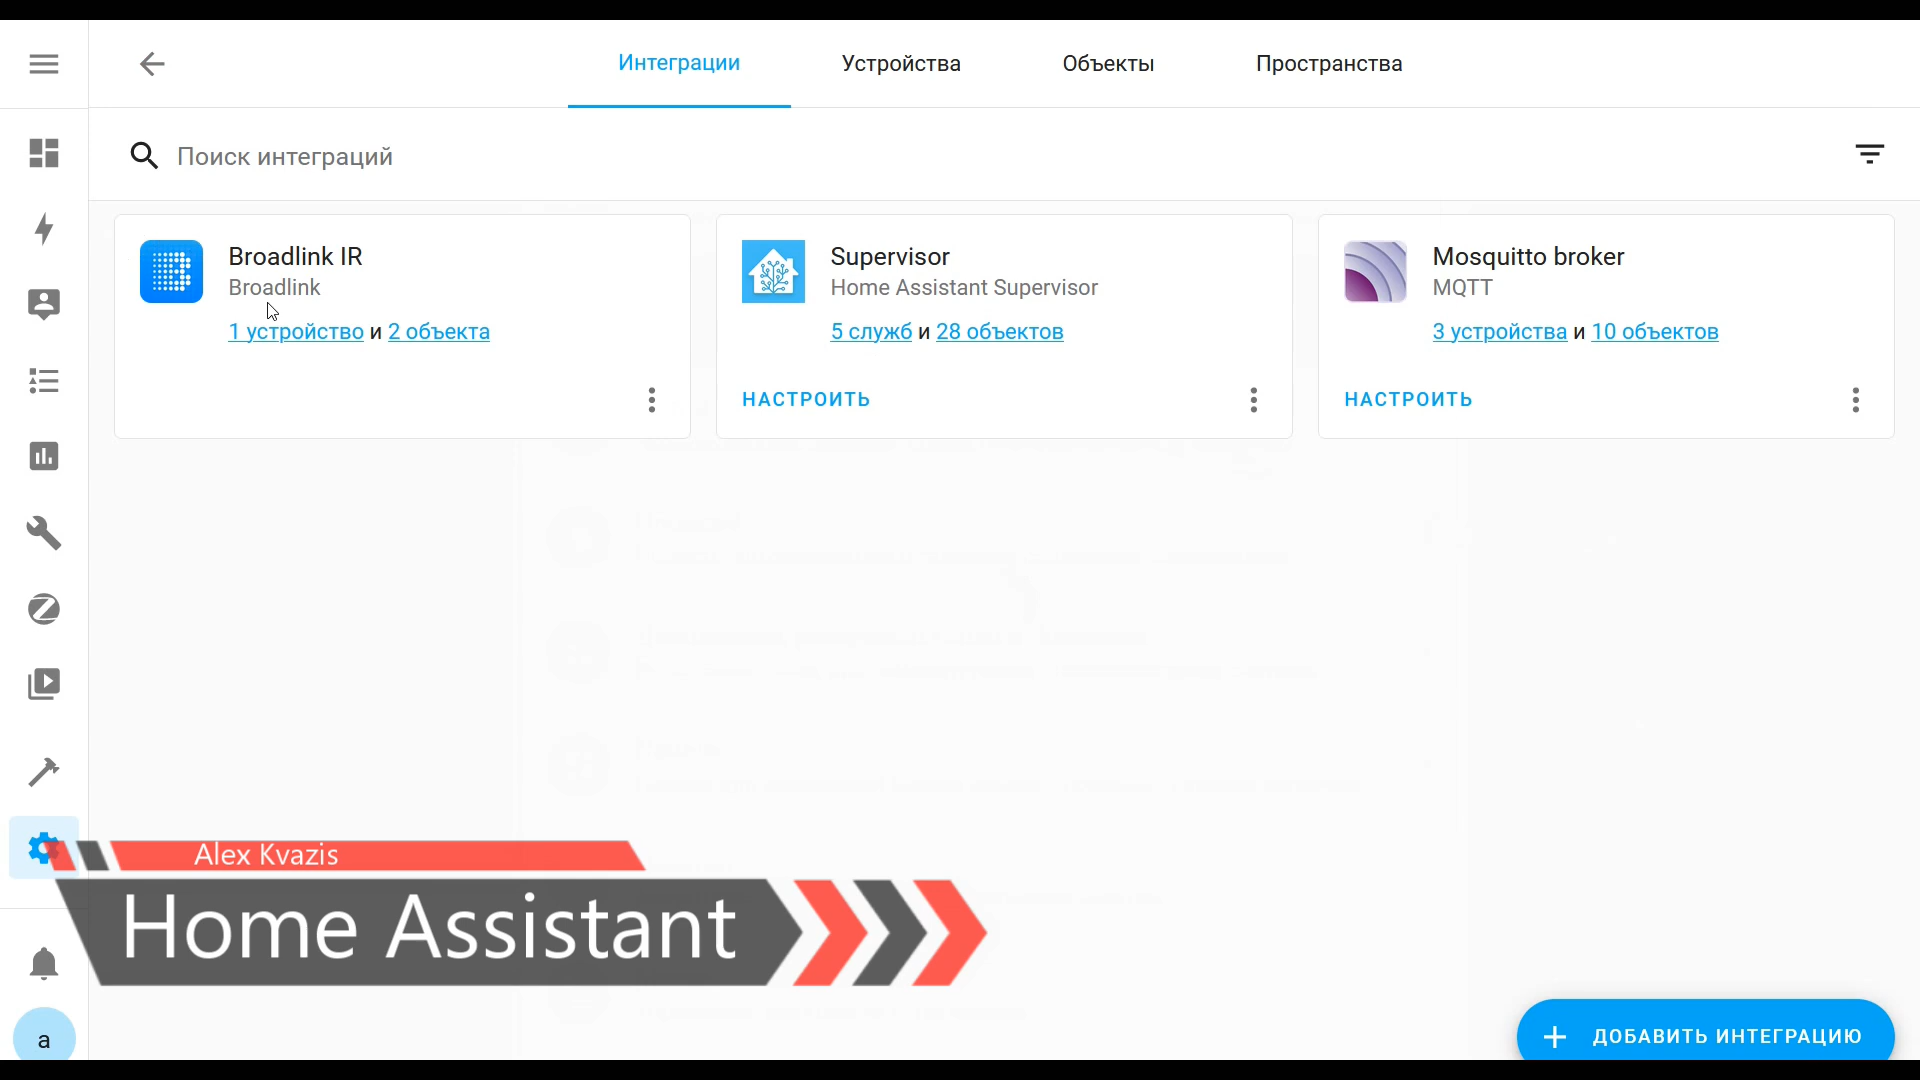 Интеграции
Устройства
Объекты
Пространства
Поиск интеграций
Broadlink IR
Broadlink
1 устройство и 2 объекта
Supervisor
Home Assistant Supervisor
5 служб и 28 объектов
НАСТРОИТЬ
Mosquitto broker
MQTT
3 устройства и 10 объектов
НАСТРОИТЬ
Alex Kvazis
Home Assistant
a
ДОБАВИТЬ ИНТЕГРАЦИЮ